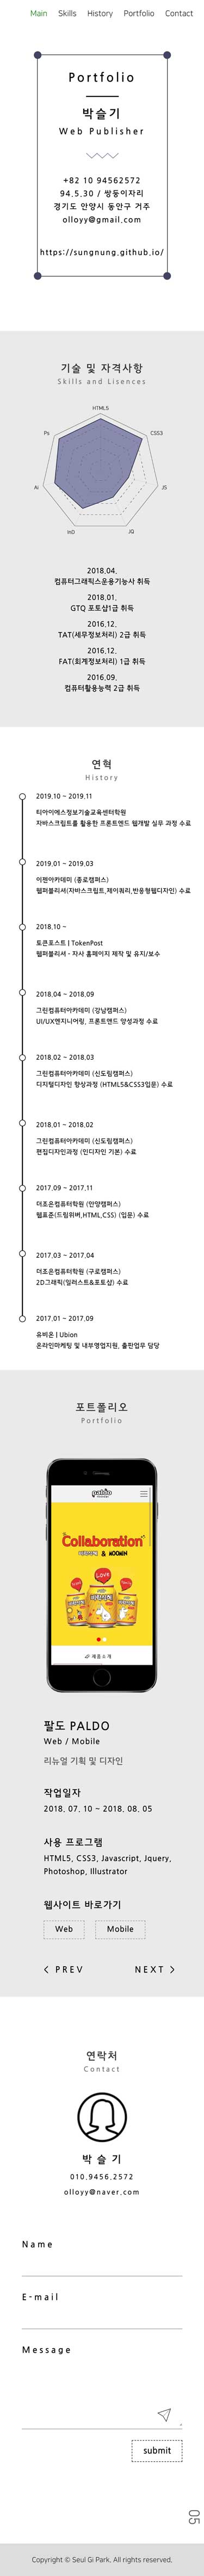 Main Skills History Portfolio Contact
Portfolio
박슬기
Web Publisher
+82 10 94562572
94.5.30 / 쌍둥이자리
경기도 안양시 동안구 거주
olloyy@gmail.com
https://sungnung.github.io/
기술 및 자격사항
Skills and Lisences
HTML5
Ps
CSS3
Ai
JS
InD
JQ
2018.04.
컴퓨터그래픽스운용기능사 취득
2018.01.
GTQ 포토샵1급 취득
2016.12.
TAT(세무정보처리) 2급 취득
2016.12.
FAT(회계정보처리) 1급 취득
2016.09.
컴퓨터활용능력 2급 취득
연혁
History
2019.10 ~ 2019.11
티아이에스정보기술교육센터학원
자바스크립트를 활용한 프론트엔드 웹개발 실무 과정 수료
2019.01 ~ 2019.03
이젠아카데미 (종로캠퍼스)
웹퍼블리셔(자바스크립트,제이쿼리,반응형웹디자인) 수료
2018.10 ~
토큰포스트 | TokenPost
웹퍼블리셔 - 자사 홈페이지 제작 및 유지/보수
2018.04 ~ 2018.09
그린컴퓨터아카데미 (강남캠퍼스)
UI/UX엔지니어링, 프론트앤드 양성과정 수료
2018.02 ~ 2018.03
그린컴퓨터아카데미 (신도림캠퍼스)
디지털디자인 향상과정 (HTML5&CSS3입문) 수료
2018.01 ~ 2018.02
그린컴퓨터아카데미 (신도림캠퍼스)
편집디자인과정 (인디자인 기본) 수료
2017.09 ~ 2017.11
더조은컴퓨터학원 (안양캠퍼스)
웹표준(드림위버,HTML,CSS) (입문) 수료
2017.03 ~ 2017.04
더조은컴퓨터학원 (구로캠퍼스)
2D그래픽(일러스트&포토샵) 수료
2017.01 ~ 2017.09
유비온 | Ubion
온라인마케팅 및 내부영업지원, 출판업무 담당
포트폴리오
Portfolio
paldo
Collaboration
& MOOMIN
Love
제품소개
팔도 PALDO
Web / Mobile
리뉴얼 기획 및 디자인
작업일자
2018. 07. 10 ~ 2018. 08. 05
사용 프로그램
HTML5, CSS3, Javascript, Jquery,
Photoshop, Illustrator
웹사이트 바로가기
Web Mobile
< PREV NEXT >
연락처
Contact
박 슬 기
010.9456.2572
olloyy@naver.com
Name
E-mail
Message
submit
05
Copyright © Seul Gi Park. All rights reserved.